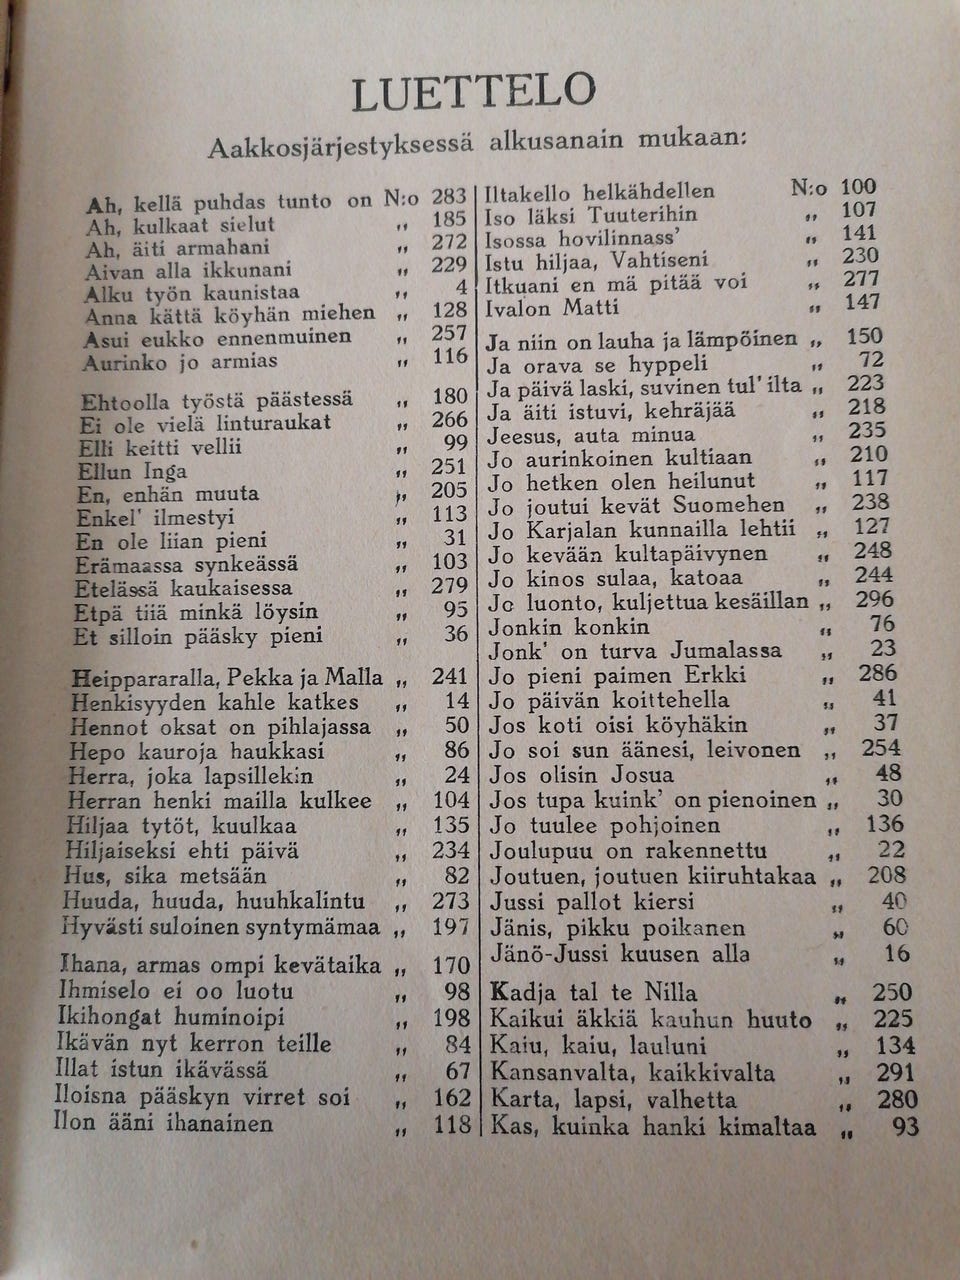 LUETTELO
Aakkosjärjestyksessä alkusanain mukaan:
Ah, kellä puhdas tunto on N:o 283
Ah, kulkaat sielut „ 185
Ah, äiti armahani „ 272
Aivan alla ikkunani „ 229
Alku työn kaunistaa „ 4
Anna kättä köyhän miehen „ 128
Asui eukko ennenmuinen „ 257
Aurinko jo armias „ 116
Ehtoolla työstä päästessä „ 180
Ei ole vielä linturaukat „ 266
Elli keitti vellii „ 99
Ellun Inga „ 251
En, enhän muuta „ 205
Enkel' ilmestyi „ 113
En ole liian pieni „ 31
Erämaassa synkeässä „ 103
Etelässä kaukaisessa „ 279
Etpä tiiä minkä löysin „ 95
Et silloin pääsky pieni „ 36
Heippararalla, Pekka ja Malla „ 241
Henkisyyden kahle katkes „ 14
Hennot oksat on pihlajassa „ 50
Hepo kauroja haukkasi „ 86
Herra, joka lapsillekin „ 24
Herran henki mailla kulkee „ 104
Hiljaa tytöt, kuulkaa „ 135
Hiljaiseksi ehti päivä „ 234
Hus, sika metsään „ 82
Huuda, huuda, huuhkalintu „ 273
Hyvästi suloinen syntymämaa „ 197
Ihana, armas ompi kevätaika „ 170
Ihmiselo ei oo luotu „ 98
Ikihongat huminoipi „ 198
Ikävän nyt kerron teille „ 84
Illat istun ikävässä „ 67
Iloisna pääskyn virret soi „ 162
Ilon ääni ihanainen „ 118
Iltakello helkähdellen N:o 100
Iso läksi Tuuterihin „ 107
Isossa hovilinnass' „ 141
Istu hiljaa, Vahtiseni „ 230
Itkuani en mä pitää voi „ 277
Ivalon Matti „ 147
Ja niin on lauha ja lämpöinen „ 150
Ja orava se hyppeli „ 72
Ja päivä laski, suvinen tul' ilta „ 223
Ja äiti istuvi, kehräjää „ 218
Jeesus, auta minua „ 235
Jo aurinkoinen kultiaan „ 210
Jo hetken olen heilunut „ 117
Jo joutui kevät Suomehen „ 238
Jo Karjalan kunnailla lehtii „ 127
Jo kevään kultapäivynen „ 248
Jo kinos sulaa, katoaa „ 244
Jo luonto, kuljettua kesäillan „ 296
Jonkin konkin „ 76
Jonk' on turva Jumalassa „ 23
Jo pieni paimen Erkki „ 286
Jo päivän koittehella „ 41
Jos koti oisi köyhäkin „ 37
Jo soi sun äänesi, leivonen „ 254
Jos olisin Josua „ 48
Jos tupa kuink' on pienoinen „ 30
Jo tuulee pohjoinen „ 136
Joulupuu on rakennettu „ 22
Joutuen, joutuen kiiruhtakaa „ 208
Jussi pallot kiersi „ 40
Jänis, pikku poikanen „ 60
Jänö-Jussi kuusen alla „ 16
Kadja tal te Nilla „ 250
Kaikui äkkiä kauhun huuto „ 225
Kaiu, kaiu, lauluni „ 134
Kansanvalta, kaikkivalta „ 291
Karta, lapsi, valhetta „ 280
Kas, kuinka hanki kimaltaa „ 93